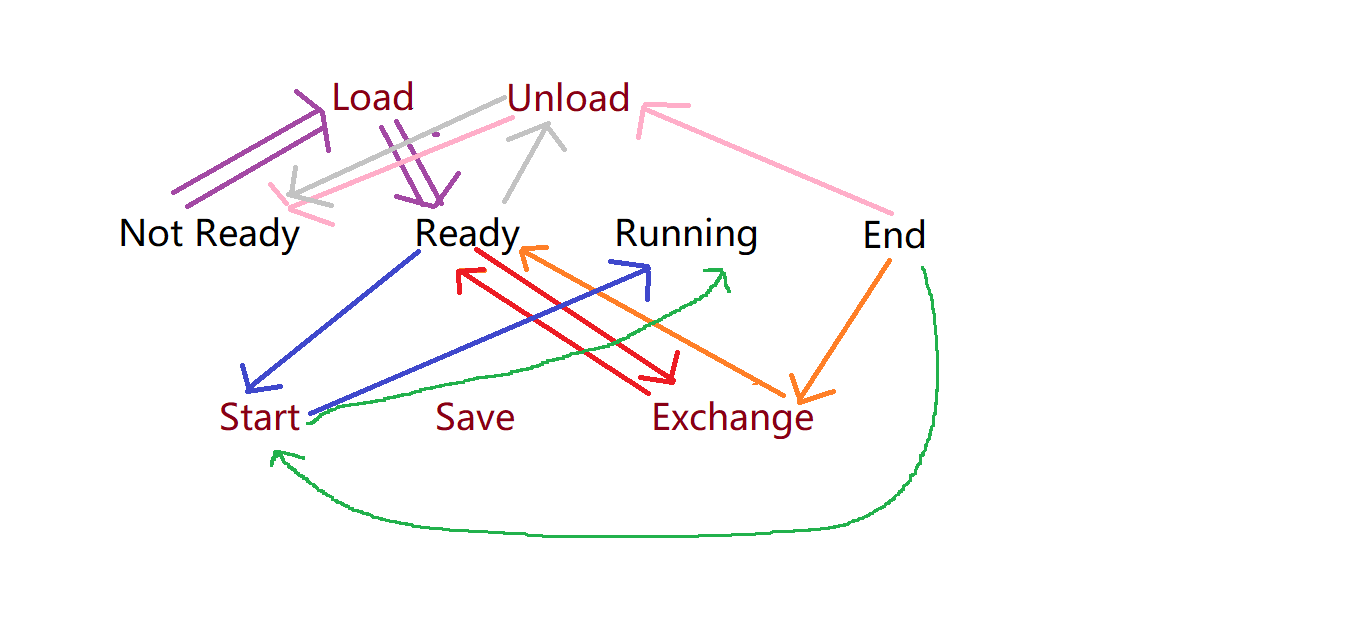 Load Unload
Not Ready Ready Running End
Start Save Exchange